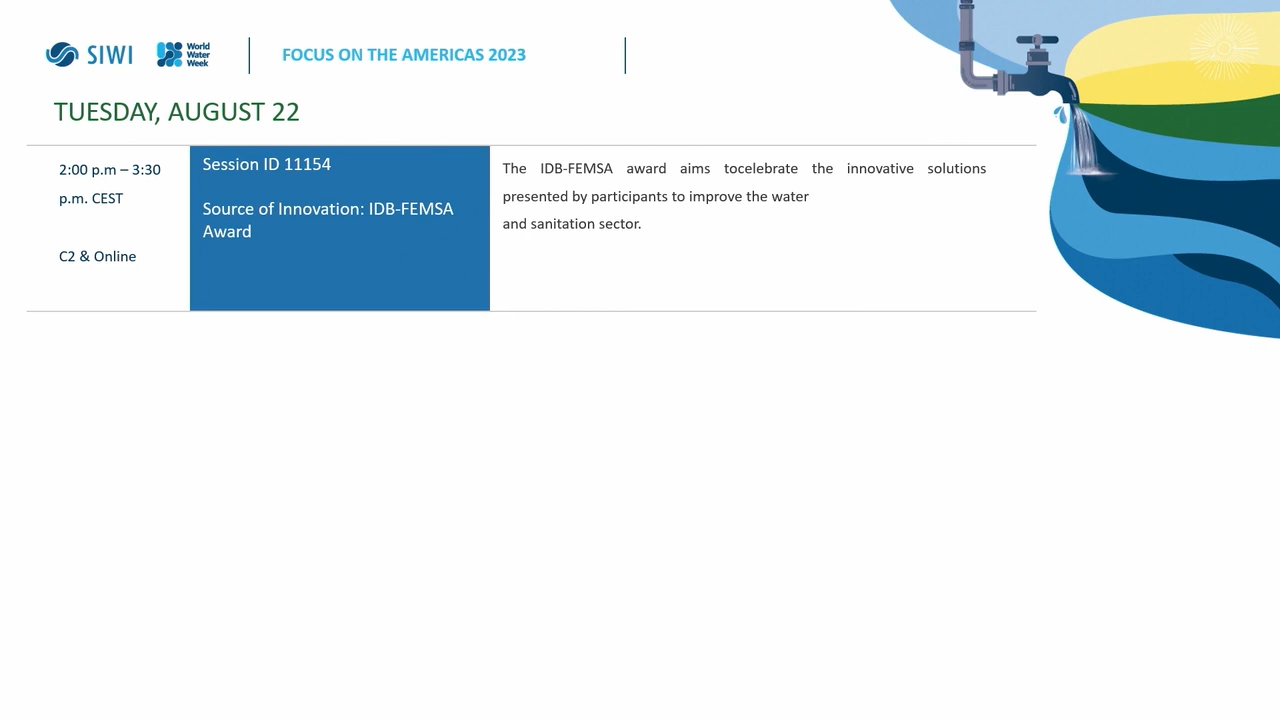 SIWI
World
Water
Week
FOCUS ON THE AMERICAS 2023
TUESDAY, AUGUST 22
2:00 p.m – 3:30
p.m. CEST
C2 & Online
Session ID 11154
Source of Innovation: IDB-FEMSA
Award
The IDB-FEMSA award aims tocelebrate the innovative solutions
presented by participants to improve the water
and sanitation sector.